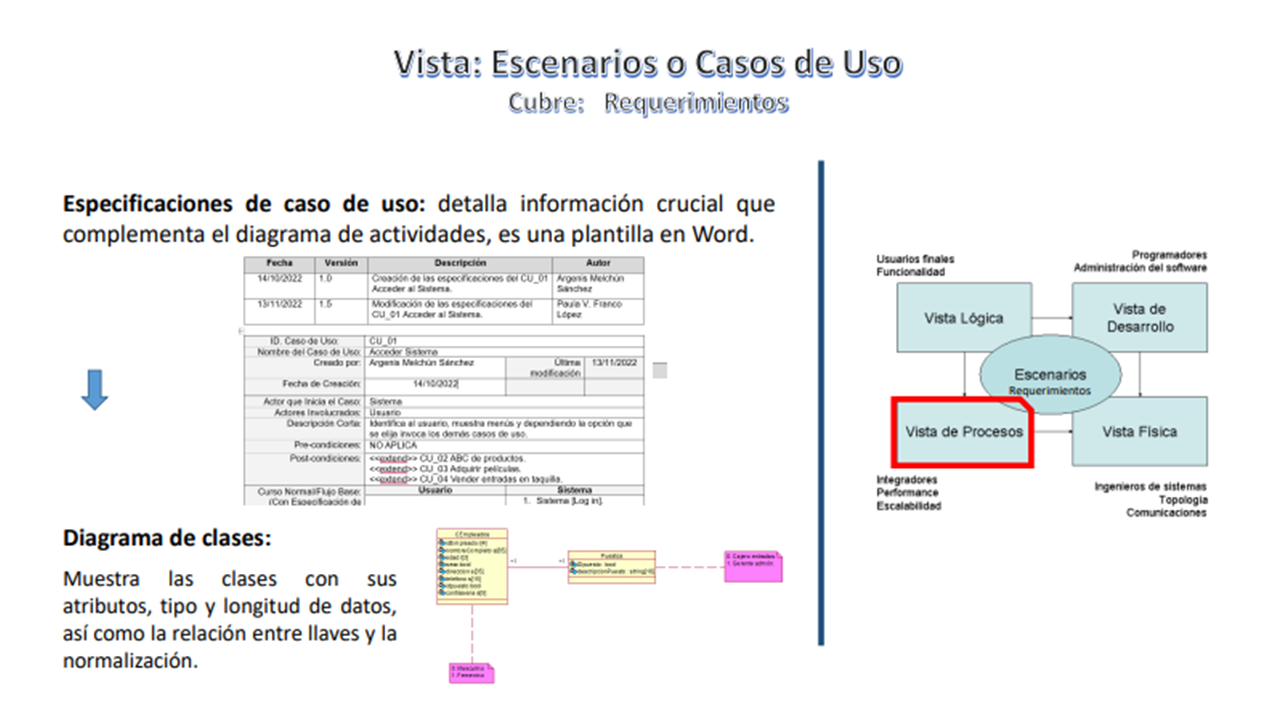 Vista: Escenarios o Casos de Uso
Cubre: Requerimientos
Especificaciones de caso de uso: detalla información crucial que
complementa el diagrama de actividades, es una plantilla en Word.
Fecha Versión Descripción Autor
14/10/2022 1.0 Creación de las especificaciones del CU_01 Argenis Melchún
Acceder al Sistema. Sánchez
13/11/2022 1.5 Modificación de las especificaciones del Paula V. Franco
CU_01 Acceder al Sistema. López
ID. Caso de Uso: CU_01
Nombre del Caso de Uso: Acceder Sistema
Creado por: Argenis Melchún Sánchez Última 13/11/2022
modificación
Fecha de Creación: 14/10/2022
Actor que Inicia el Caso: Sistema
Actores Involucrados: Usuario
Descripción Corta: Identifica al usuario, muestra menús y dependiendo la opción que
se elija invoca los demás casos de uso.
Pre-condiciones: NO APLICA
Post-condiciones: <<extend>> CU_02 ABC de productos.
<<extend>> CU_03 Adquirir películas.
<<extend>> CU_04 Vender entradas en taquilla.
Curso Normal/Flujo Base: Usuario Sistema
(Con Especificación de 1. Sistema [Log in].
Diagrama de clases:
Muestra las clases con sus
atributos, tipo y longitud de datos,
así como la relación entre llaves y la
normalización.
CEmpleados
Puestos
Usuarios finales
Funcionalidad
Programadores
Administración del software
Vista Lógica
Vista de
Desarrollo
Escenarios
Requerimientos
Vista de Procesos
Vista Física
Integradores
Performance
Escalabilidad
Ingenieros de sistemas
Topología
Comunicaciones